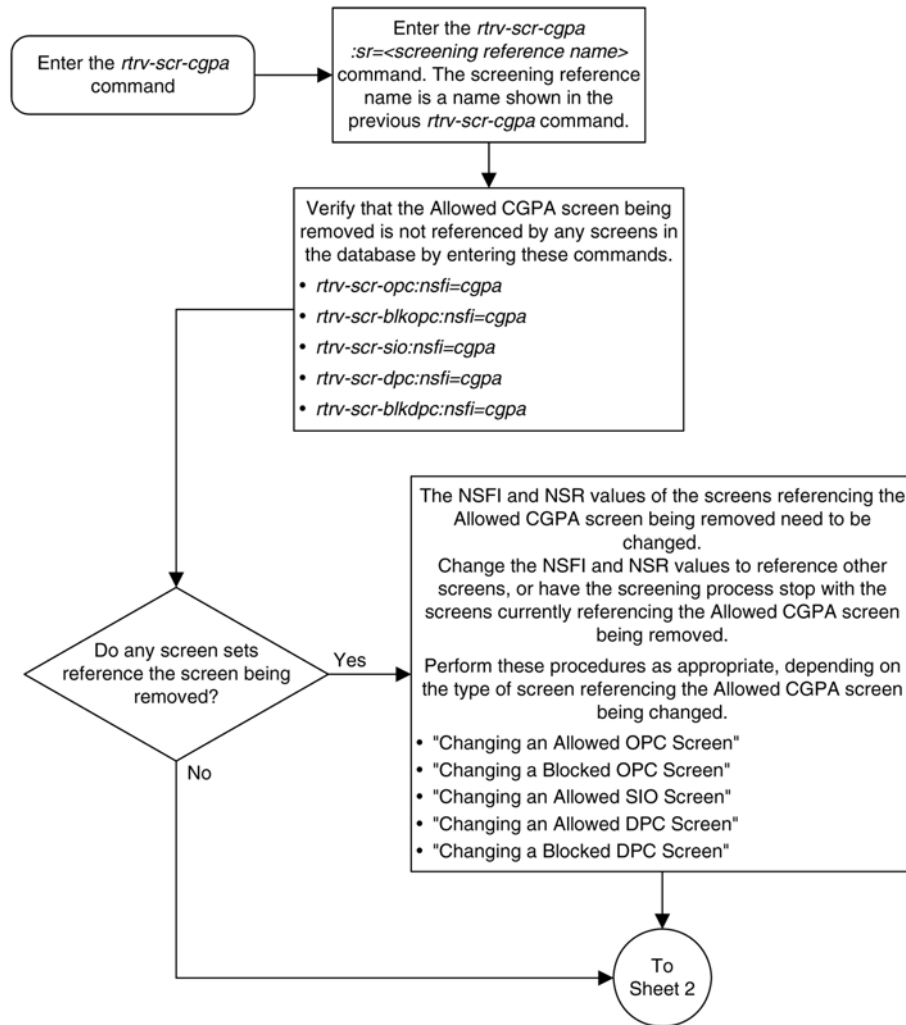 Enter the rtrv-scr-cgpa
command
Enter the rtrv-scr-cgpa
:sr=<screening reference name>
command. The screening reference
name is a name shown in the
previous rtrv-scr-cgpa command.
Verify that the Allowed CGPA screen being
removed is not referenced by any screens in
the database by entering these commands.
• rtrv-scr-opc:nsfi=cgpa
• rtrv-scr-blkopc:nsfi=cgpa
• rtrv-scr-sio:nsfi=cgpa
• rtrv-scr-dpc:nsfi=cgpa
• rtrv-scr-blkdpc:nsfi=cgpa
Do any screen sets
reference the screen being
removed?
Yes
No
The NSFI and NSR values of the screens referencing the
Allowed CGPA screen being removed need to be
changed.
Change the NSFI and NSR values to reference other
screens, or have the screening process stop with the
screens currently referencing the Allowed CGPA screen
being removed.
Perform these procedures as appropriate, depending on
the type of screen referencing the Allowed CGPA screen
being changed.
• "Changing an Allowed OPC Screen"
• "Changing a Blocked OPC Screen"
• "Changing an Allowed SIO Screen"
• "Changing an Allowed DPC Screen"
• "Changing a Blocked DPC Screen"
To
Sheet 2